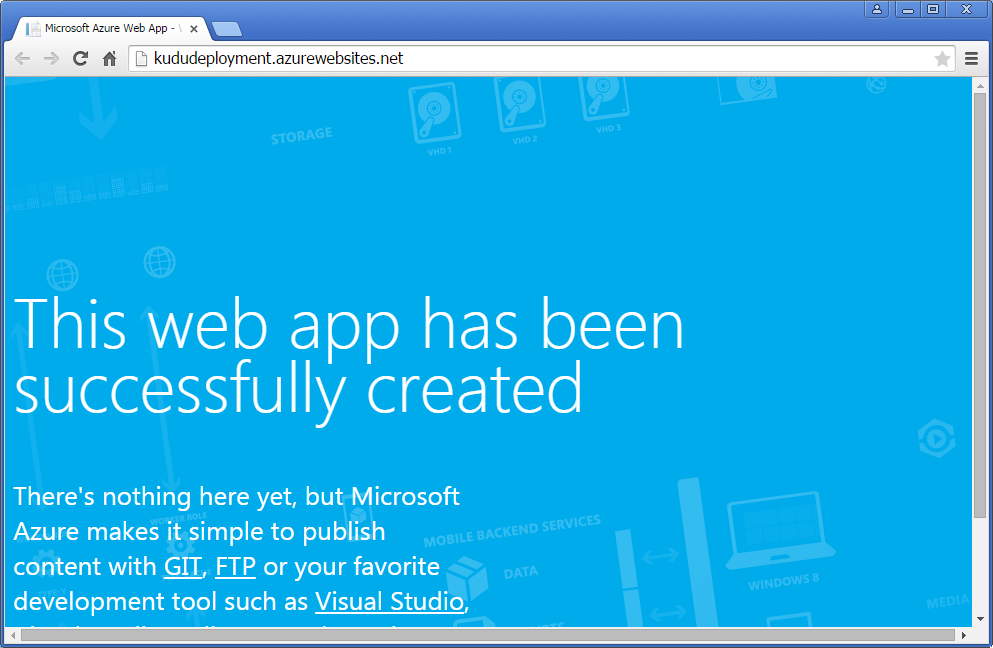 Microsoft Azure Web App -
kududeployment.azurewebsites.net
STORAGE
VHD 1
VHD 2
VHD 3
This web app has been
successfully created
There's nothing here yet, but Microsoft
Azure makes it simple to publish
content with GIT, FTP or your favorite
development tool such as Visual Studio,
WORKER ROLE
MOBILE BACKEND SERVICES
DATA
WINDOWS 8
MEDIA